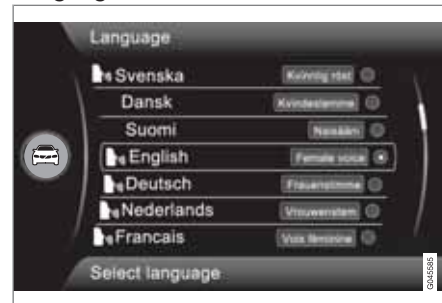 Language
Svenska Kvinnlig röst
Dansk Kvindestemme
Suomi Naisääni
English Female voice
Deutsch Frauenstimme
Nederlands Vrouwenstem
Francais Voix féminine
Select language
G045585